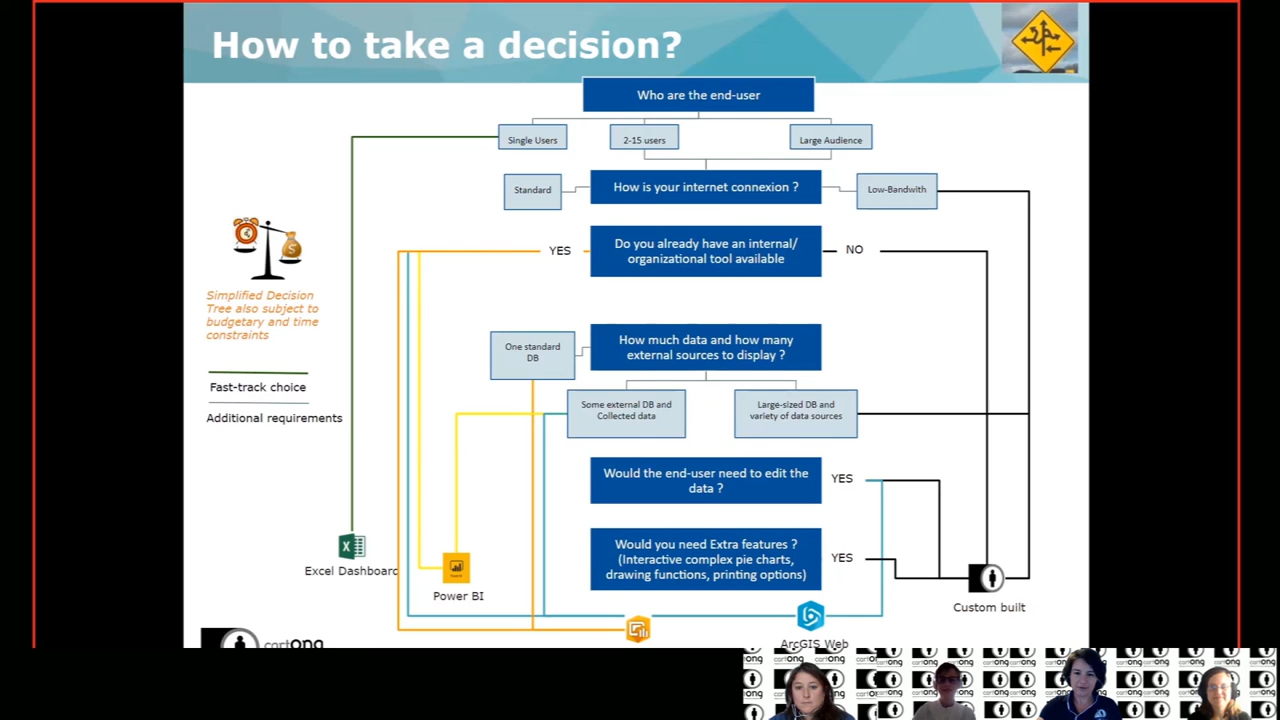 How to take a decision?
Who are the end-user
Single Users
2-15 users
Large Audience
Standard
How is your internet connexion ?
Low-Bandwith
YES
Do you already have an internal/
organizational tool available
NO
Simplified Decision
Tree also subject to
budgetary and time
constraints
One standard
DB
How much data and how many
external sources to display ?
Fast-track choice
Additional requirements
Some external DB and
Collected data
Large-sized DB and
variety of data sources
Would the end-user need to edit the
data ?
YES
Would you need Extra features ?
(Interactive complex pie charts,
drawing functions, printing options)
YES
Excel Dashboard
Power BI
Custom built
cartONG
ArcGIS Web